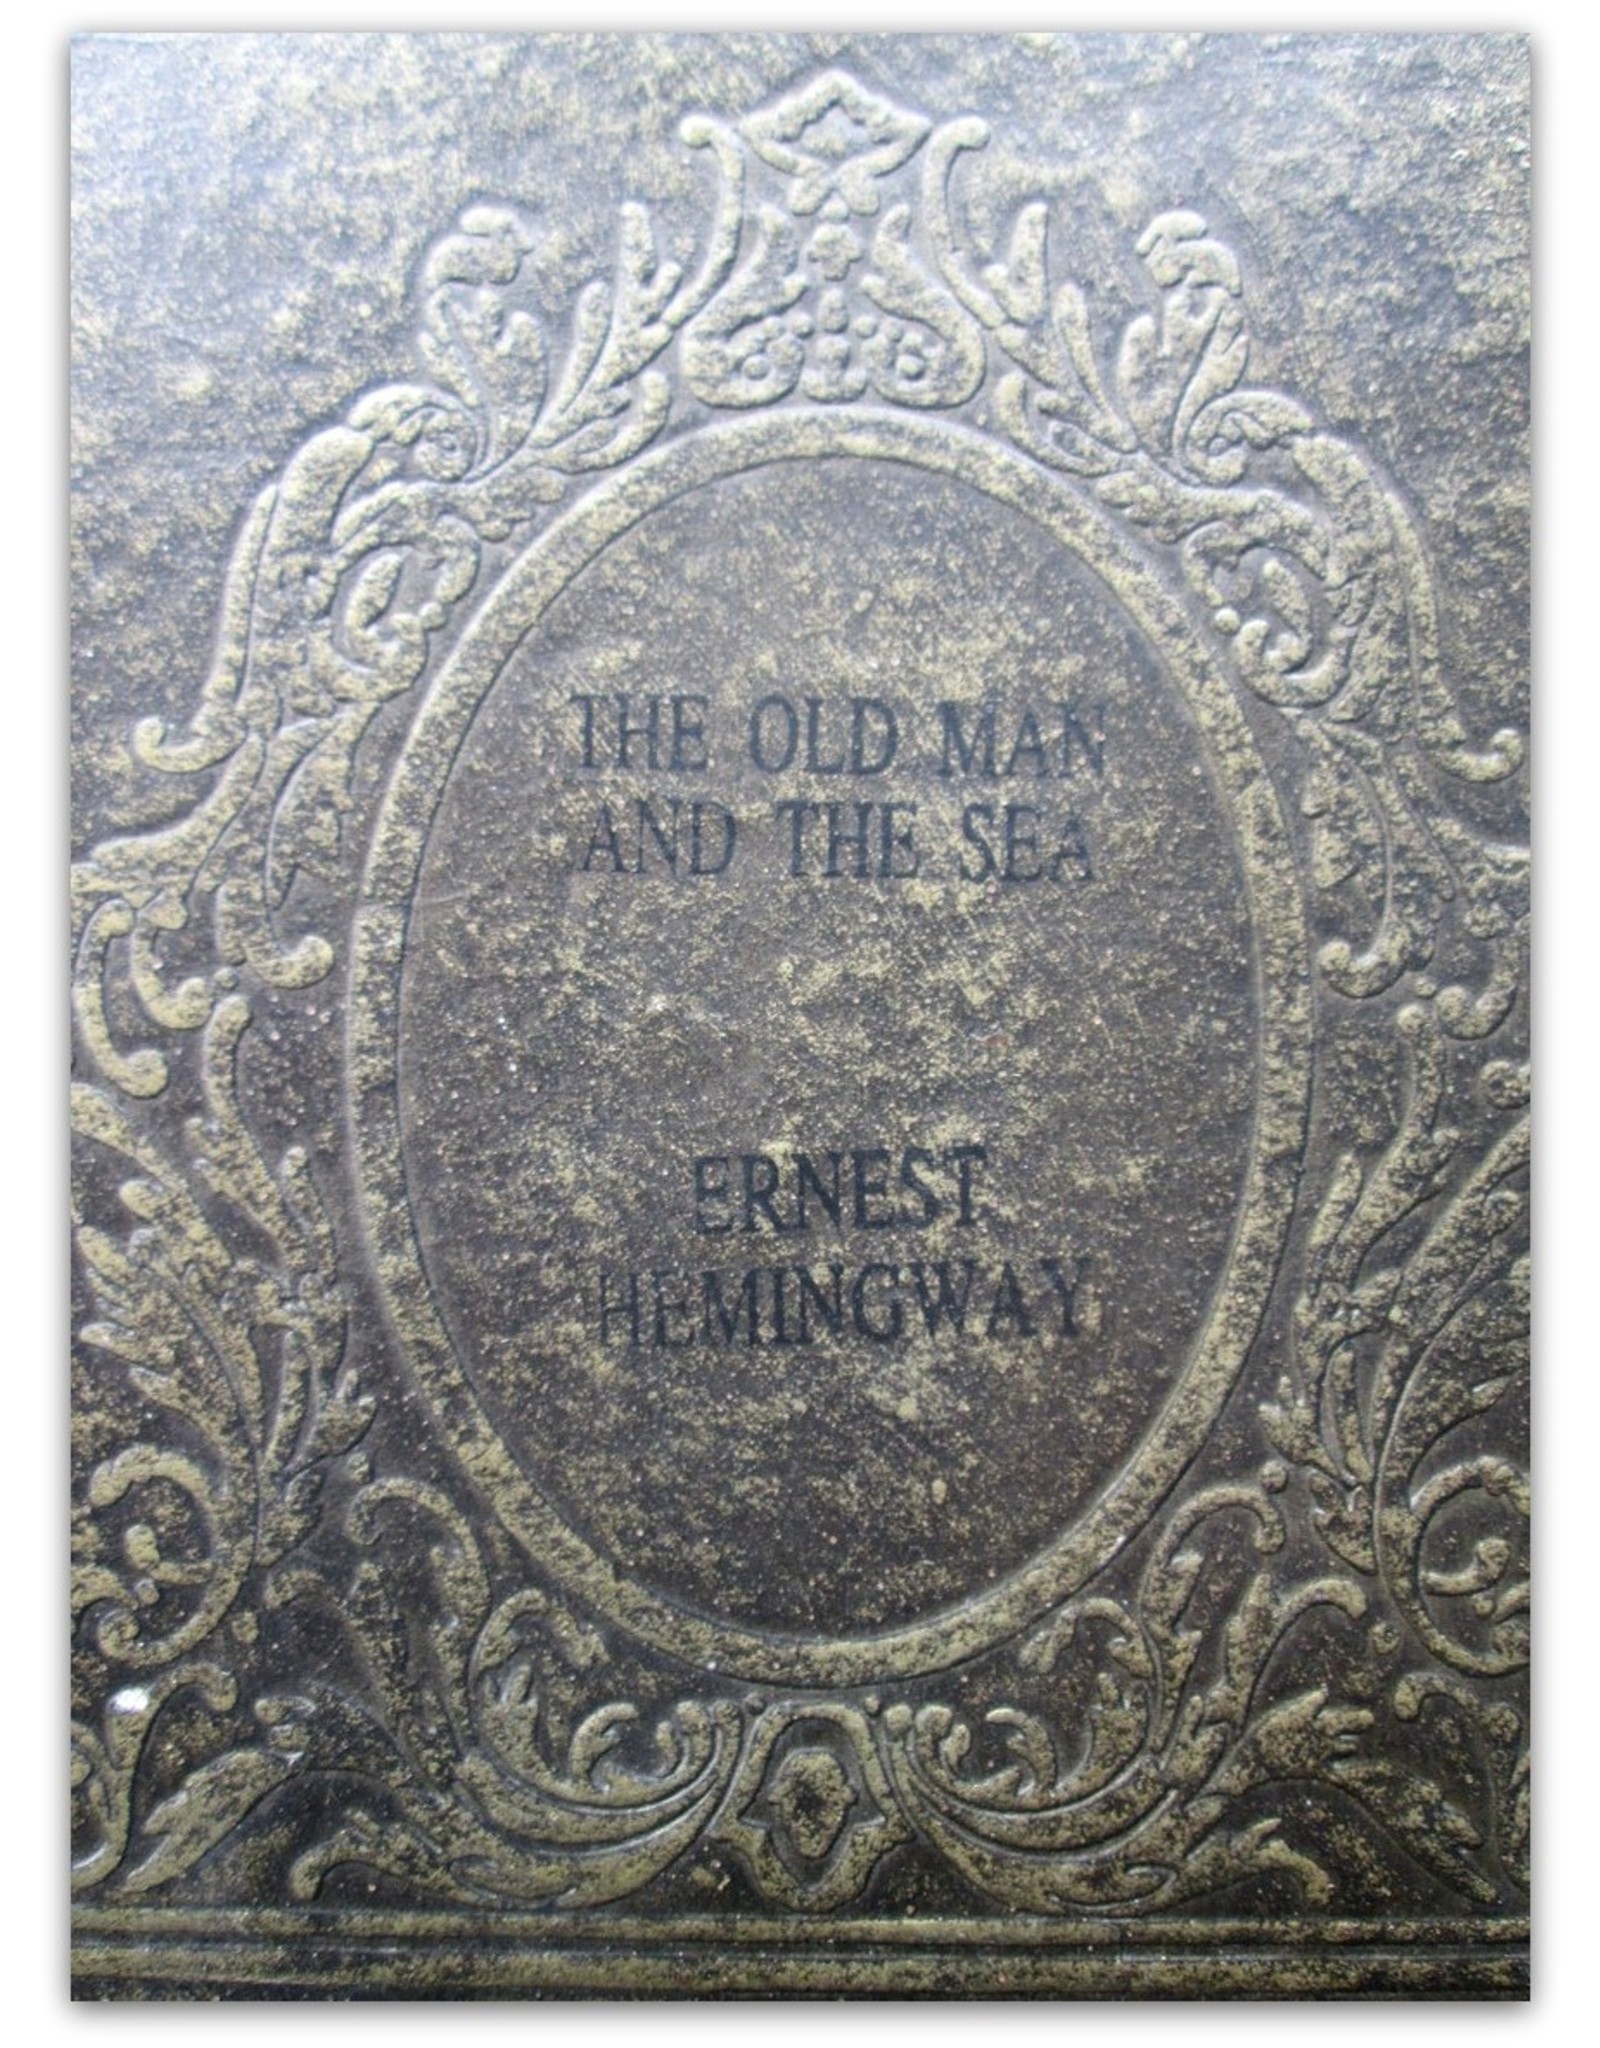 THE OLD MAN
AND THE SEA
ERNEST
HEMINGWAY